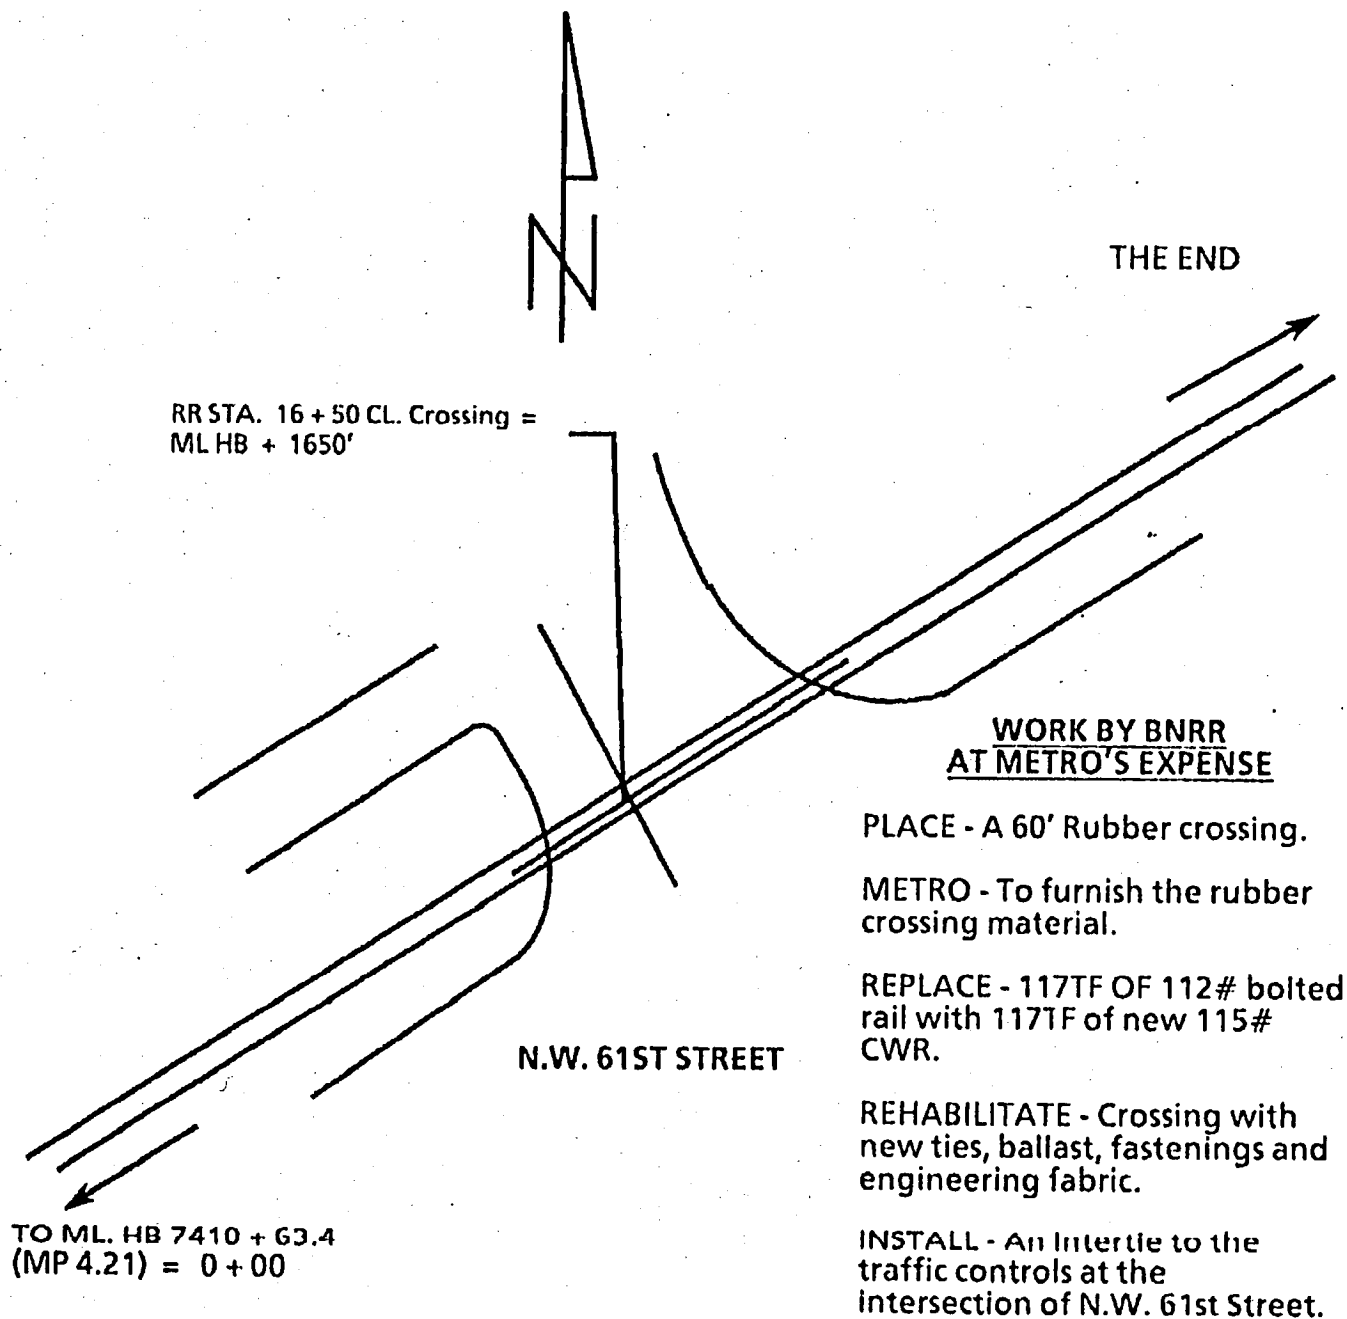 N
THE END
RR STA. 16 + 50 CL. Crossing =
ML HB + 1650'
WORK BY BNRR
AT METRO'S EXPENSE
PLACE - A 60' Rubber crossing.
METRO - To furnish the rubber
crossing material.
REPLACE - 117TF OF 112# bolted
rail with 117TF of new 115#
CWR.
N.W. 61ST STREET
REHABILITATE - Crossing with
new ties, ballast, fastenings and
engineering fabric.
TO ML. HB 7410 + 63.4
(MP 4.21) = 0 + 00
INSTALL - An Intertie to the
traffic controls at the
intersection of N.W. 61st Street.